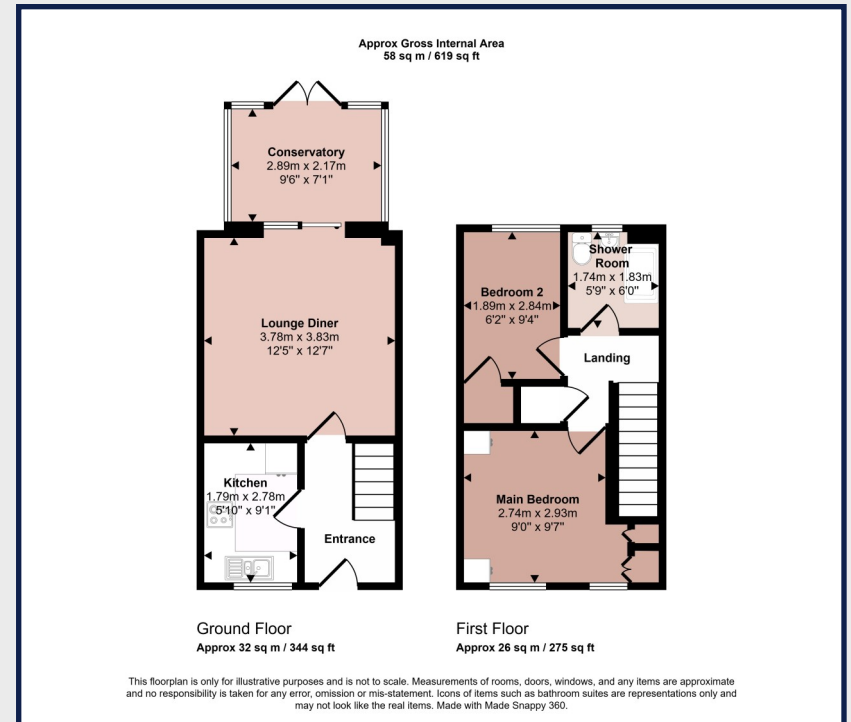 Approx Gross Internal Area
58 sq m / 619 sq ft
Conservatory
2.89m x 2.17m
9'6" x 7'1"
Lounge Diner
3.78m x 3.83m
12'5" x 12'7"
Kitchen
1.79m x 2.78m
5'10" x 9'1"
Entrance
Bedroom 2
1.89m x 2.84m
6'2" x 9'4"
Shower
Room
1.74m x 1.83m
5'9" x 6'0"
Landing
Main Bedroom
2.74m x 2.93m
9'0" x 9'7"
Ground Floor
Approx 32 sq m / 344 sq ft
First Floor
Approx 26 sq m / 275 sq ft
This floorplan is only for illustrative purposes and is not to scale. Measurements of rooms, doors, windows, and any items are approximate
and no responsibility is taken for any error, omission or mis-statement. Icons of items such as bathroom suites are representations only and
may not look like the real items. Made with Made Snappy 360.